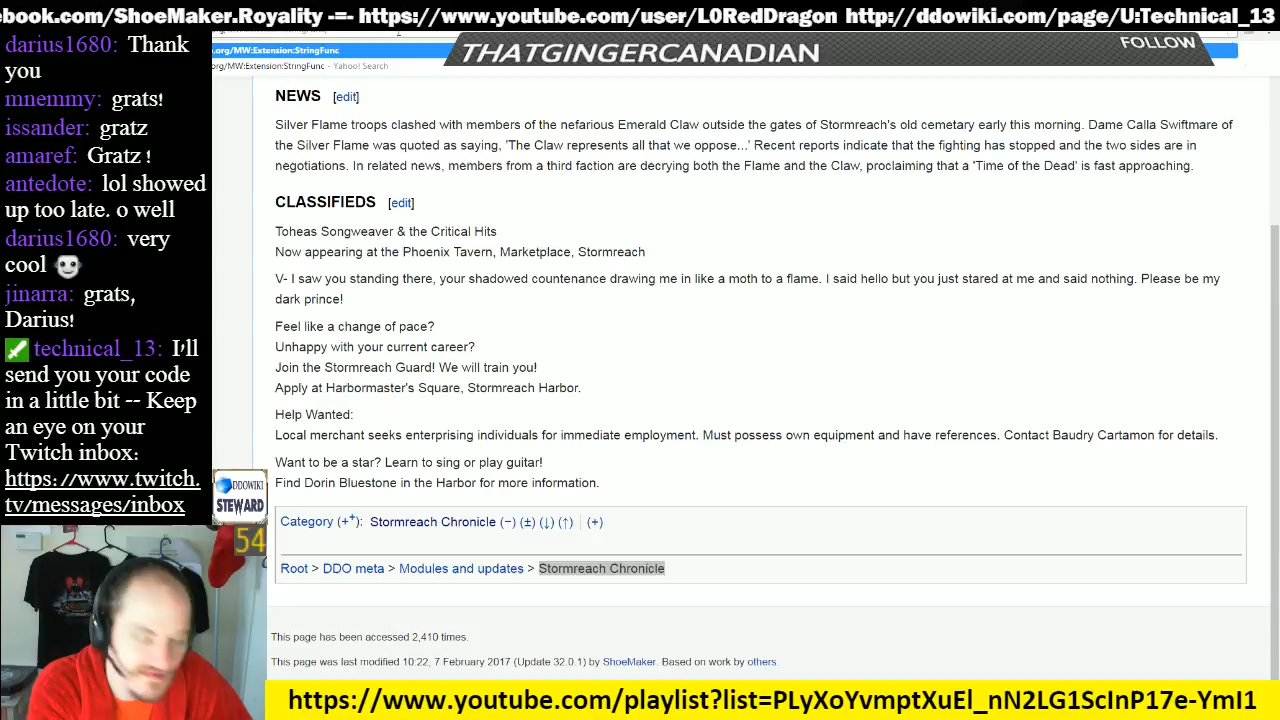 ebook.com/ShoeMaker.Royality -=- https://www.youtube.com/user/L0RedDragon http://ddowiki.com/page/U:Technical_13
.org/MW:Extension:StringFunc
org/MW:Extension:StringFunc - Yahoo! Search
THATGINGERCANADIAN
FOLLOW
darius1680: Thank
you
mnemmy: grats!
issander: gratz
amaref: Gratz !
antedote: lol showed
up too late. o well
darius1680: very
cool
jinarra: grats,
Darius!
technical_13: I'll
send you your code
in a little bit -- Keep
an eye on your
Twitch inbox:
https://www.twitch.
tv/messages/inbox
NEWS [edit]
Silver Flame troops clashed with members of the nefarious Emerald Claw outside the gates of Stormreach's old cemetary early this morning. Dame Calla Swiftmare of
the Silver Flame was quoted as saying, 'The Claw represents all that we oppose...' Recent reports indicate that the fighting has stopped and the two sides are in
negotiations. In related news, members from a third faction are decrying both the Flame and the Claw, proclaiming that a 'Time of the Dead' is fast approaching.
CLASSIFIEDS [edit]
Toheas Songweaver & the Critical Hits
Now appearing at the Phoenix Tavern, Marketplace, Stormreach
V- I saw you standing there, your shadowed countenance drawing me in like a moth to a flame. I said hello but you just stared at me and said nothing. Please be my
dark prince!
Feel like a change of pace?
Unhappy with your current career?
Join the Stormreach Guard! We will train you!
Apply at Harbormaster's Square, Stormreach Harbor.
Help Wanted:
Local merchant seeks enterprising individuals for immediate employment. Must possess own equipment and have references. Contact Baudry Cartamon for details.
Want to be a star? Learn to sing or play guitar!
Find Dorin Bluestone in the Harbor for more information.
DDOWIKI
STEWARD
54
Category (+⁺): Stormreach Chronicle (−) (±) (↓) (↑) (+)
Root > DDO meta > Modules and updates > Stormreach Chronicle
This page has been accessed 2,410 times.
This page was last modified 10:22, 7 February 2017 (Update 32.0.1) by ShoeMaker. Based on work by others.
https://www.youtube.com/playlist?list=PLyXoYvmptXuEl_nN2LG1ScInP17e-YmI1